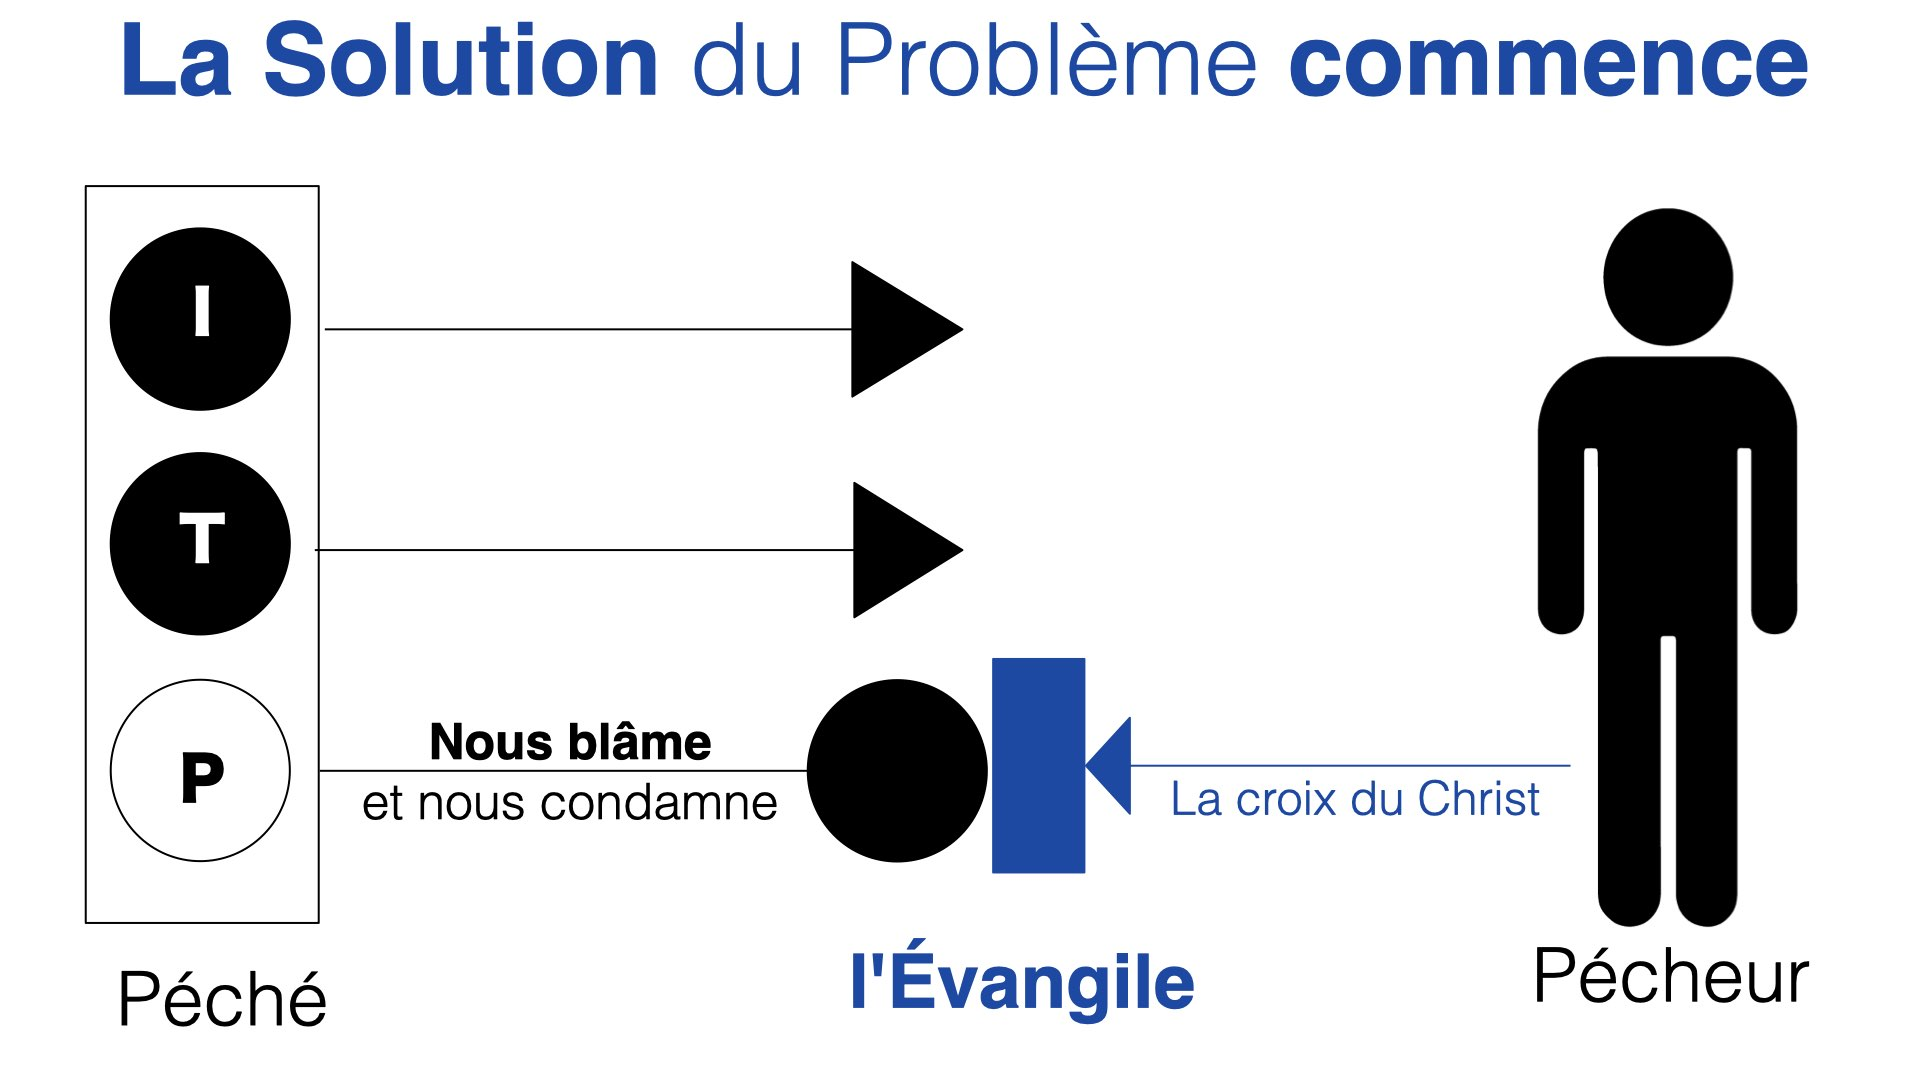 La Solution du Problème commence
I
T
P
Nous blâme
et nous condamne
La croix du Christ
l'Évangile
Péché
Pécheur